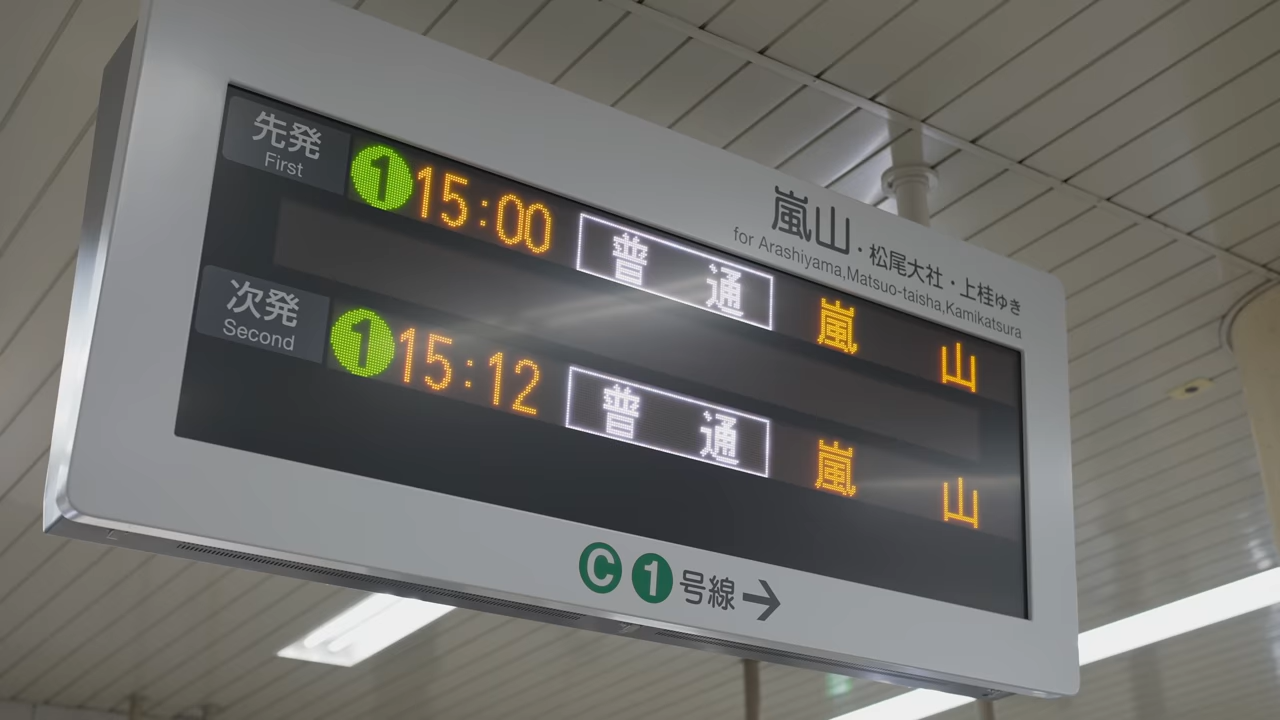 嵐山・松尾大社・上桂ゆき
for Arashiyama,Matsuo-taisha,Kamikatsura
先発 1 15:00 普通 嵐山
First
次発 1 15:12 普通 嵐山
Second
C 1 号線 →